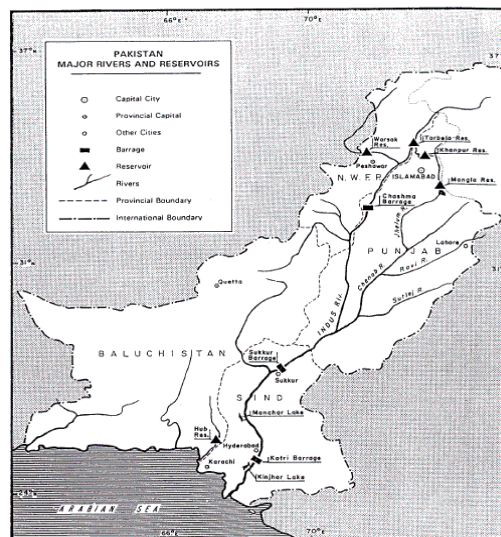 66°E
70°
37°N
PAKISTAN
MAJOR RIVERS AND RESERVOIRS
Capital City
Provincial Capital
Other Cities
Barrage
Reservoir
Rivers
Provincial Boundary
International Boundary
37°
Warsak
Res.
Tarbela Res.
Khanpur Res.
Peshawar
ISLAMABAD
N.W.F.P.
Mangla Res.
Chashma
Barrage
Jhelum R.
PUNJAB
Lahore
31°N
Chenab R.
Ravi R.
31°
Quetta
INDUS RIV.
Sutlej R.
BALUCHISTAN
Sukkur
Barrage
Sukkur
SIND
Manchar Lake
Hub
Res.
Hyderabad
Karachi
Kotri Barrage
Kinjhar Lake
ARABIAN SEA
66°E
70°E